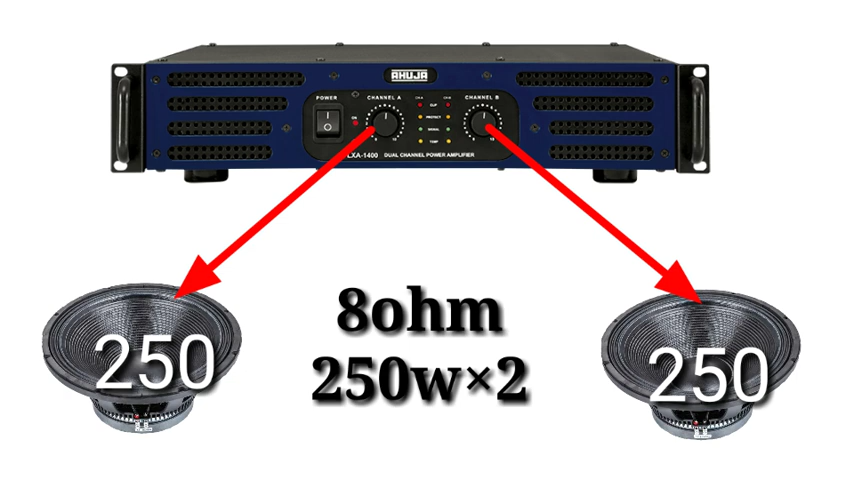 AHUJA
POWER
CHANNEL A
CHANNEL B
CLIP
ON
PROTECT
SIGNAL
TEMP
LXA-1400 DUAL CHANNEL POWER AMPLIFIER
8ohm
250w×2
250
250